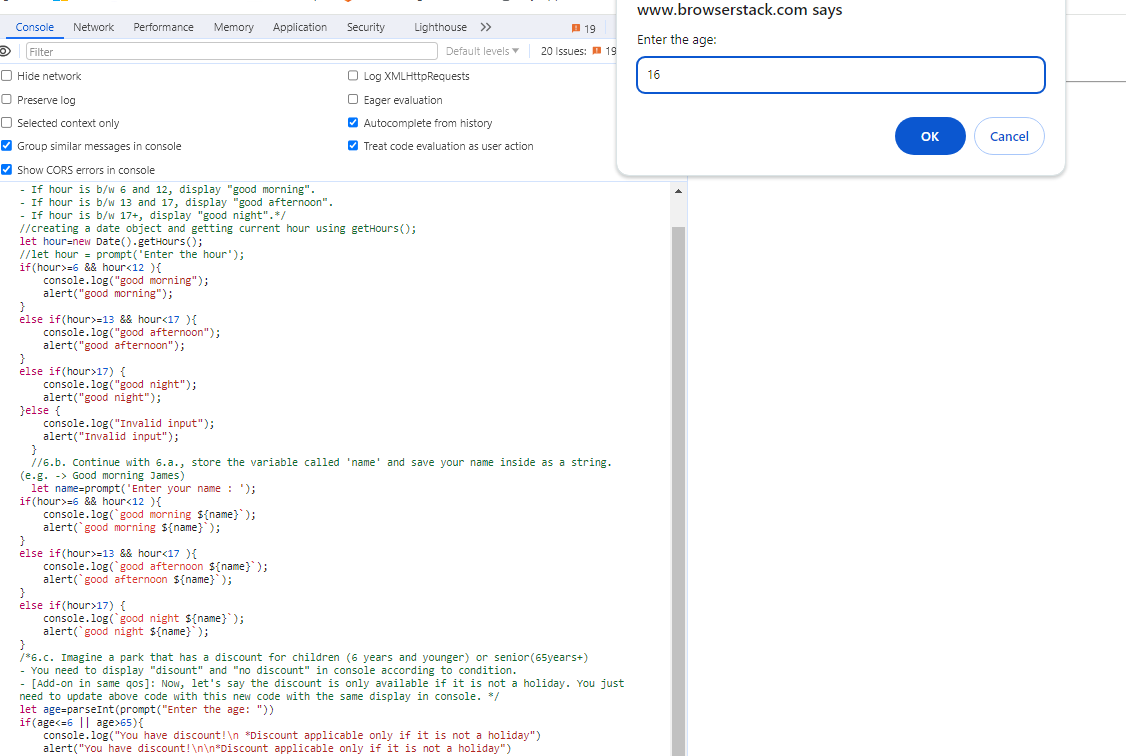 Console Network Performance Memory Application Security Lighthouse 19
Filter Default levels 20 Issues: 19
Hide network
Log XMLHttpRequests
Preserve log
Eager evaluation
Selected context only
Autocomplete from history
Group similar messages in console
Treat code evaluation as user action
Show CORS errors in console
www.browserstack.com says
Enter the age:
16
OK Cancel
- If hour is b/w 6 and 12, display "good morning".
- If hour is b/w 13 and 17, display "good afternoon".
- If hour is b/w 17+, display "good night".*/
//creating a date object and getting current hour using getHours();
let hour=new Date().getHours();
//let hour = prompt('Enter the hour');
if(hour>=6 && hour<12 ){
console.log("good morning");
alert("good morning");
}
else if(hour>=13 && hour<17 ){
console.log("good afternoon");
alert("good afternoon");
}
else if(hour>17) {
console.log("good night");
alert("good night");
}else {
console.log("Invalid input");
alert("Invalid input");
}
//6.b. Continue with 6.a., store the variable called 'name' and save your name inside as a string.
(e.g. -> Good morning James)
let name=prompt('Enter your name : ');
if(hour>=6 && hour<12 ){
console.log(`good morning ${name}`);
alert(`good morning ${name}`);
}
else if(hour>=13 && hour<17 ){
console.log(`good afternoon ${name}`);
alert(`good afternoon ${name}`);
}
else if(hour>17) {
console.log(`good night ${name}`);
alert(`good night ${name}`);
}
/*6.c. Imagine a park that has a discount for children (6 years and younger) or senior(65years+)
- You need to display "disount" and "no discount" in console according to condition.
- [Add-on in same qos]: Now, let's say the discount is only available if it is not a holiday. You just
need to update above code with this new code with the same display in console. */
let age=parseInt(prompt("Enter the age: "))
if(age<=6 || age>65){
console.log("You have discount!\n *Discount applicable only if it is not a holiday")
alert("You have discount!\n\n*Discount applicable only if it is not a holiday")